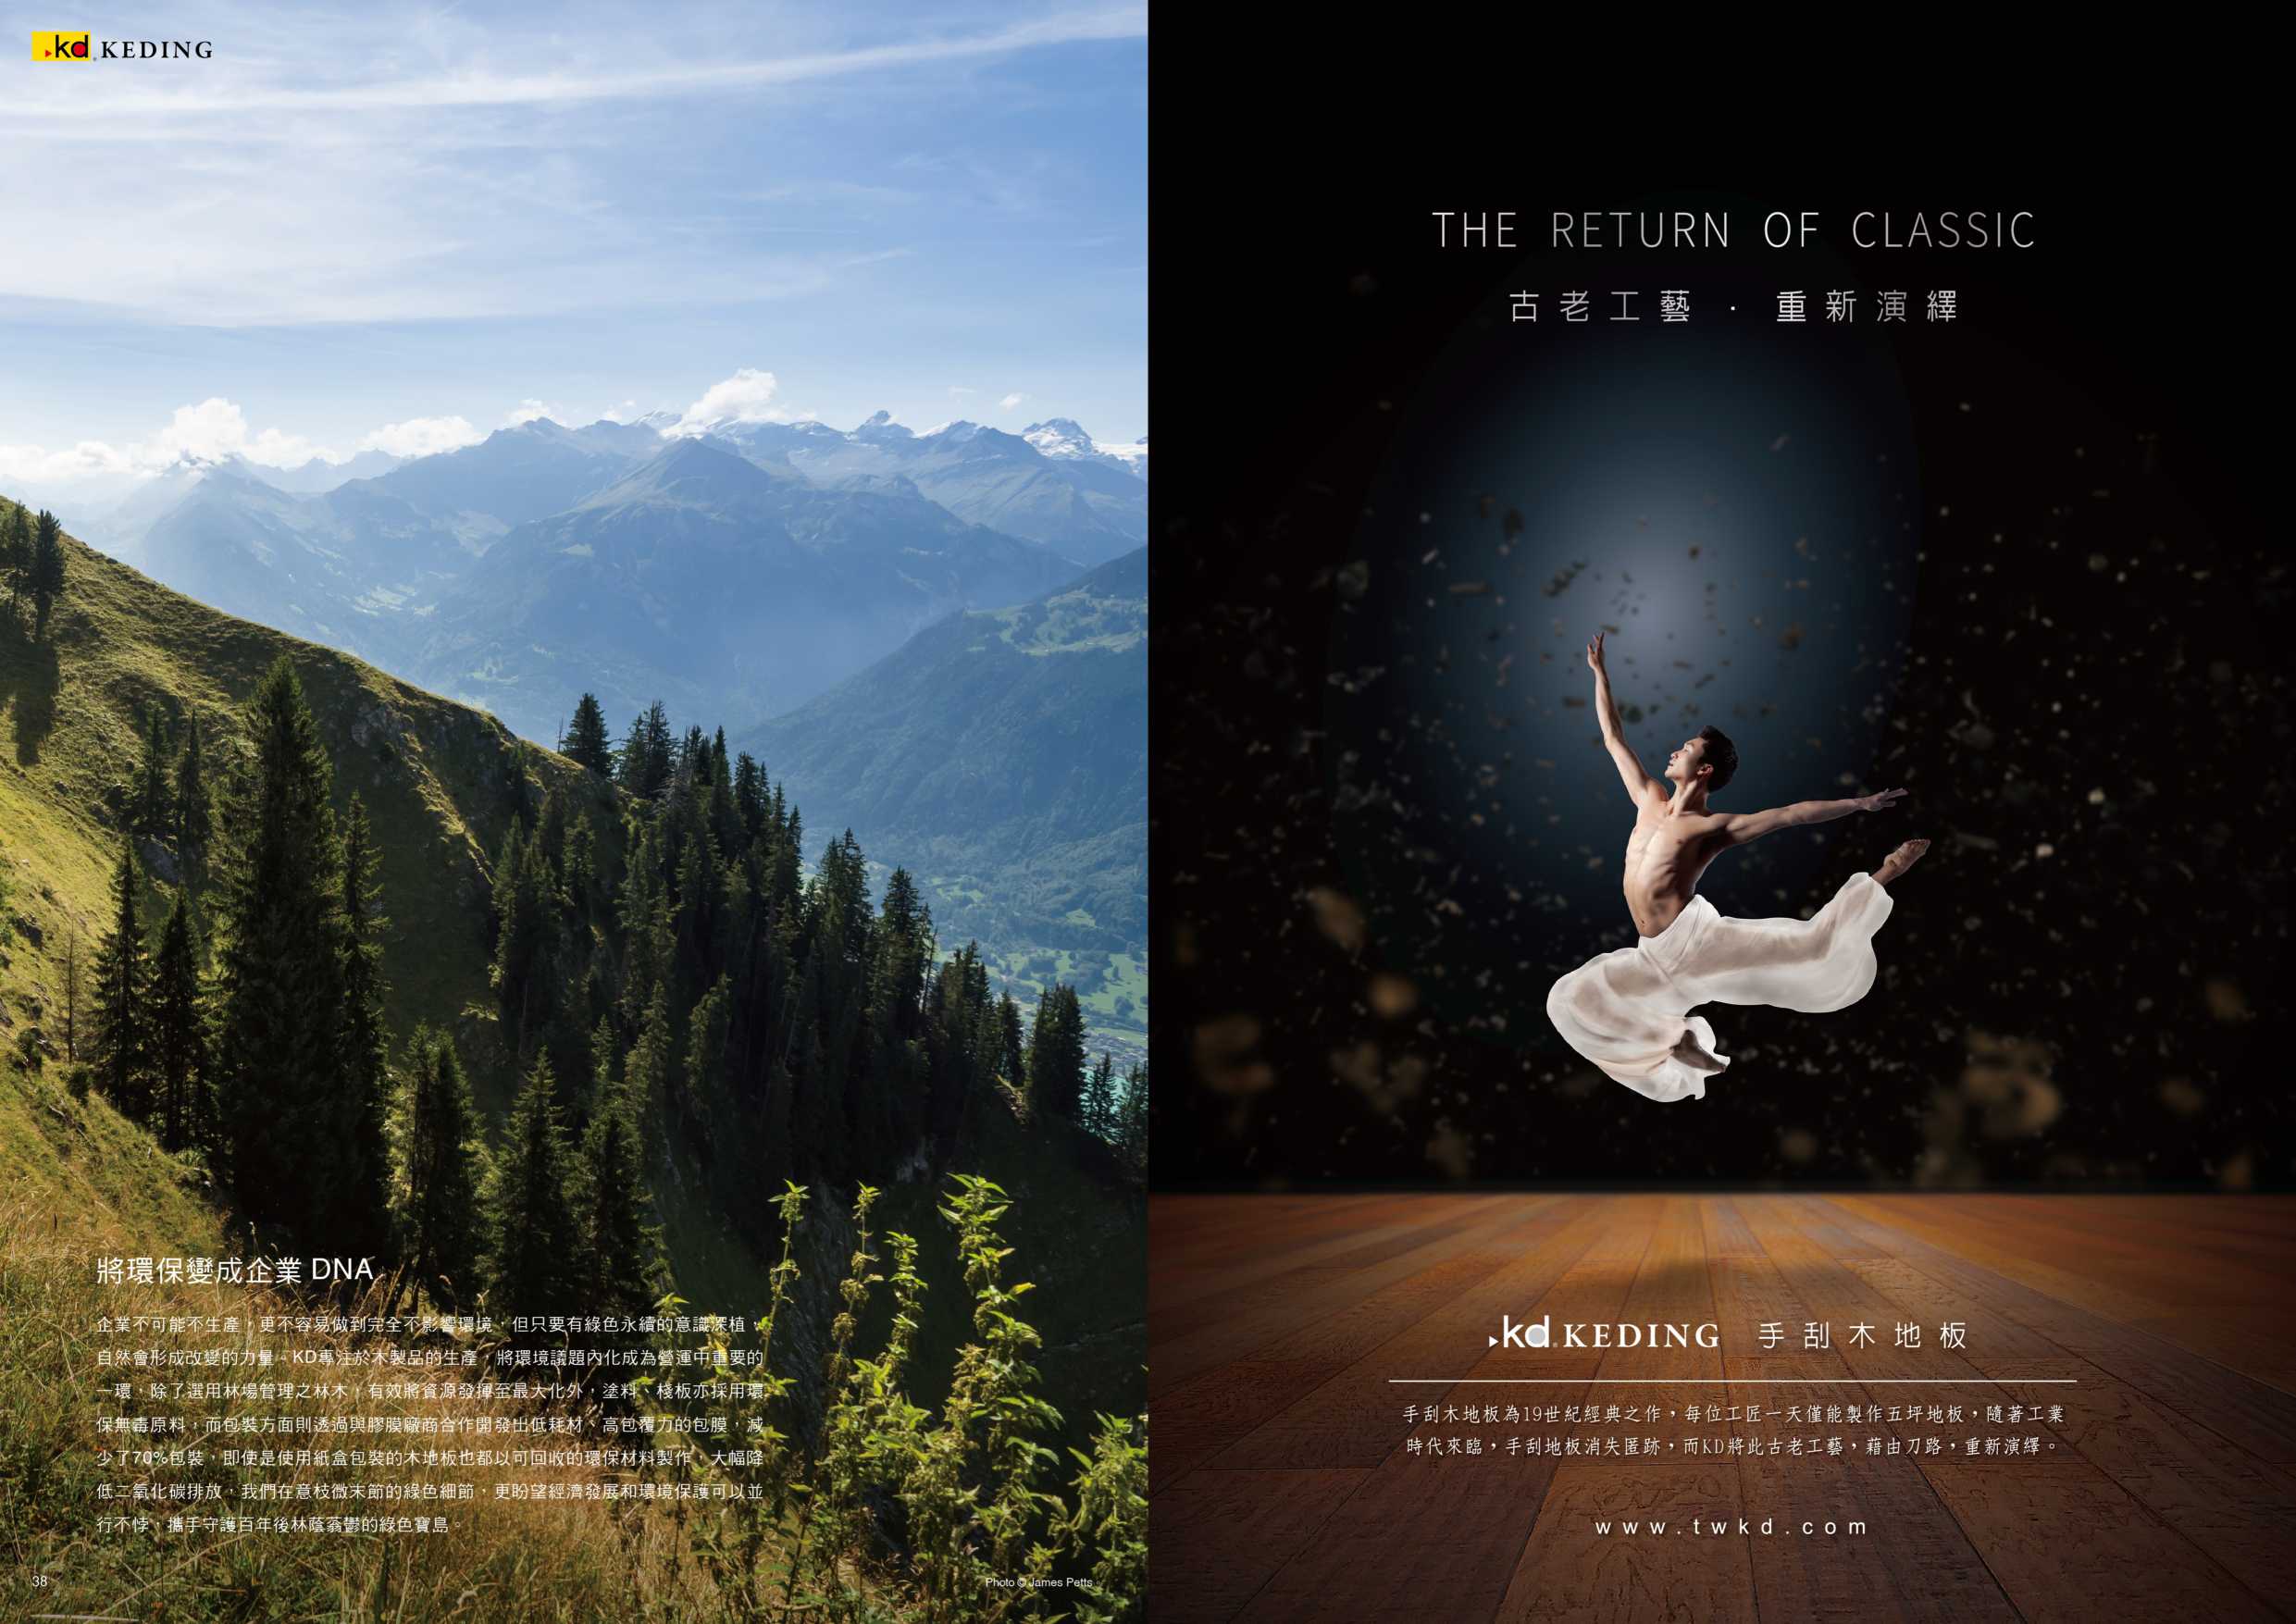 kd KEDING
將環保變成企業 DNA
企業不可能不生產，更不容易做到完全不影響環境，但只要有綠色永續的意識深植，
自然會形成改變的力量。KD專注於木製品的生產，將環境議題內化成為營運中重要的
一環，除了選用林場管理之林木，有效將資源發揮至最大化外，塗料、棧板亦採用環
保無毒原料，而包裝方面則透過與膠膜廠商合作開發出低耗材、高包覆力的包膜，減
少了70%包裝，即使是使用紙盒包裝的木地板也都以可回收的環保材料製作，大幅降
低二氧化碳排放，我們在意枝微末節的綠色細節，更盼望經濟發展和環境保護可以並
行不悖，攜手守護百年後林蔭蓊鬱的綠色寶島。
38
Photo © James Petts
THE RETURN OF CLASSIC
古老工藝 · 重新演繹
kd KEDING 手刮木地板
手刮木地板為19世紀經典之作，每位工匠一天僅能製作五坪地板，隨著工業
時代來臨，手刮地板消失匿跡，而KD將此古老工藝，藉由刀路，重新演繹。
www.twkd.com